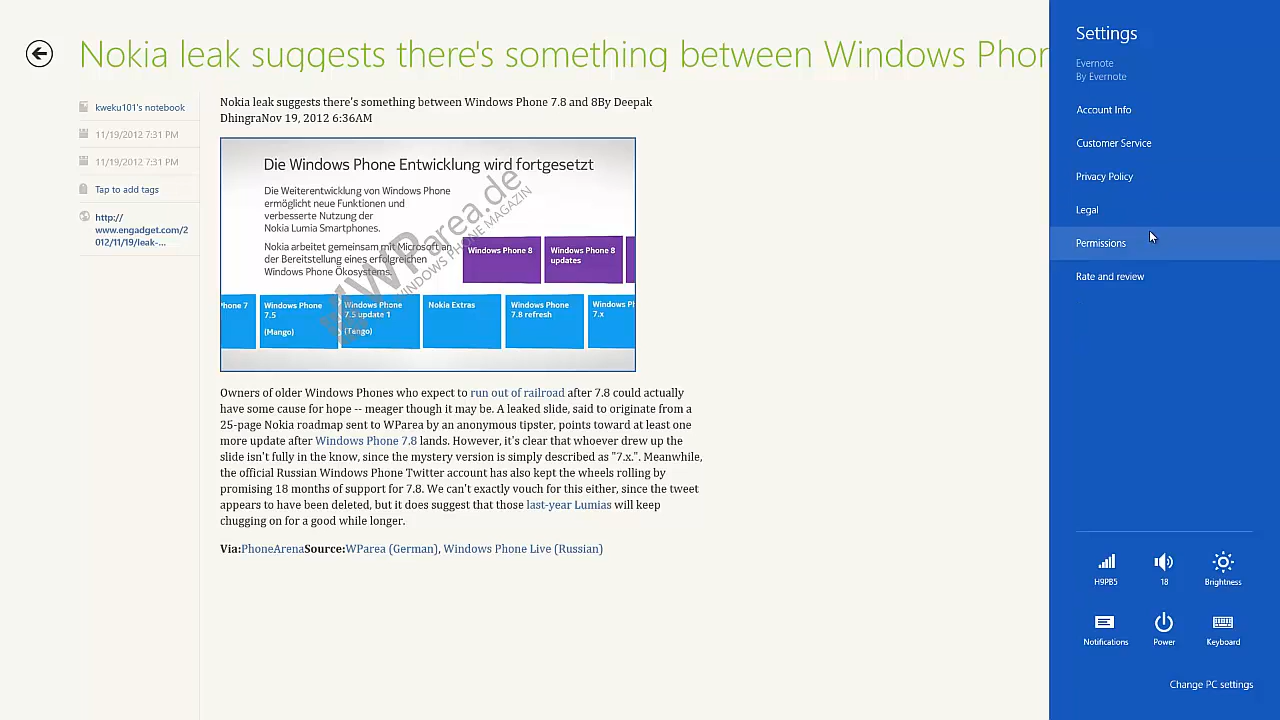 Nokia leak suggests there's something between Windows Phor
kweku101's notebook
11/19/2012 7:31 PM
11/19/2012 7:31 PM
Tap to add tags
http://
www.engadget.com/2
012/11/19/leak-...
Nokia leak suggests there's something between Windows Phone 7.8 and 8By Deepak
DhingraNov 19, 2012 6:36AM
Die Windows Phone Entwicklung wird fortgesetzt
Die Weiterentwicklung von Windows Phone
ermöglicht neue Funktionen und
verbesserte Nutzung der
Nokia Lumia Smartphones.
Nokia arbeitet gemeinsam mit Microsoft an
der Bereitstellung eines erfolgreichen
Windows Phone Ökosystems.
WParea.de
WINDOWS PHONE MAGAZIN
Windows Phone 8
Windows Phone 8
updates
hone 7
Windows Phone
7.5
(Mango)
Windows Phone
7.5 update 1
(Tango)
Nokia Extras
Windows Phone
7.8 refresh
Windows Ph
7.x
Owners of older Windows Phones who expect to run out of railroad after 7.8 could actually
have some cause for hope -- meager though it may be. A leaked slide, said to originate from a
25-page Nokia roadmap sent to WParea by an anonymous tipster, points toward at least one
more update after Windows Phone 7.8 lands. However, it's clear that whoever drew up the
slide isn't fully in the know, since the mystery version is simply described as "7.x.". Meanwhile,
the official Russian Windows Phone Twitter account has also kept the wheels rolling by
promising 18 months of support for 7.8. We can't exactly vouch for this either, since the tweet
appears to have been deleted, but it does suggest that those last-year Lumias will keep
chugging on for a good while longer.
Via:PhoneArenaSource:WParea (German), Windows Phone Live (Russian)
Settings
Evernote
By Evernote
Account Info
Customer Service
Privacy Policy
Legal
Permissions
Rate and review
H9PB5
18
Brightness
Notifications
Power
Keyboard
Change PC settings